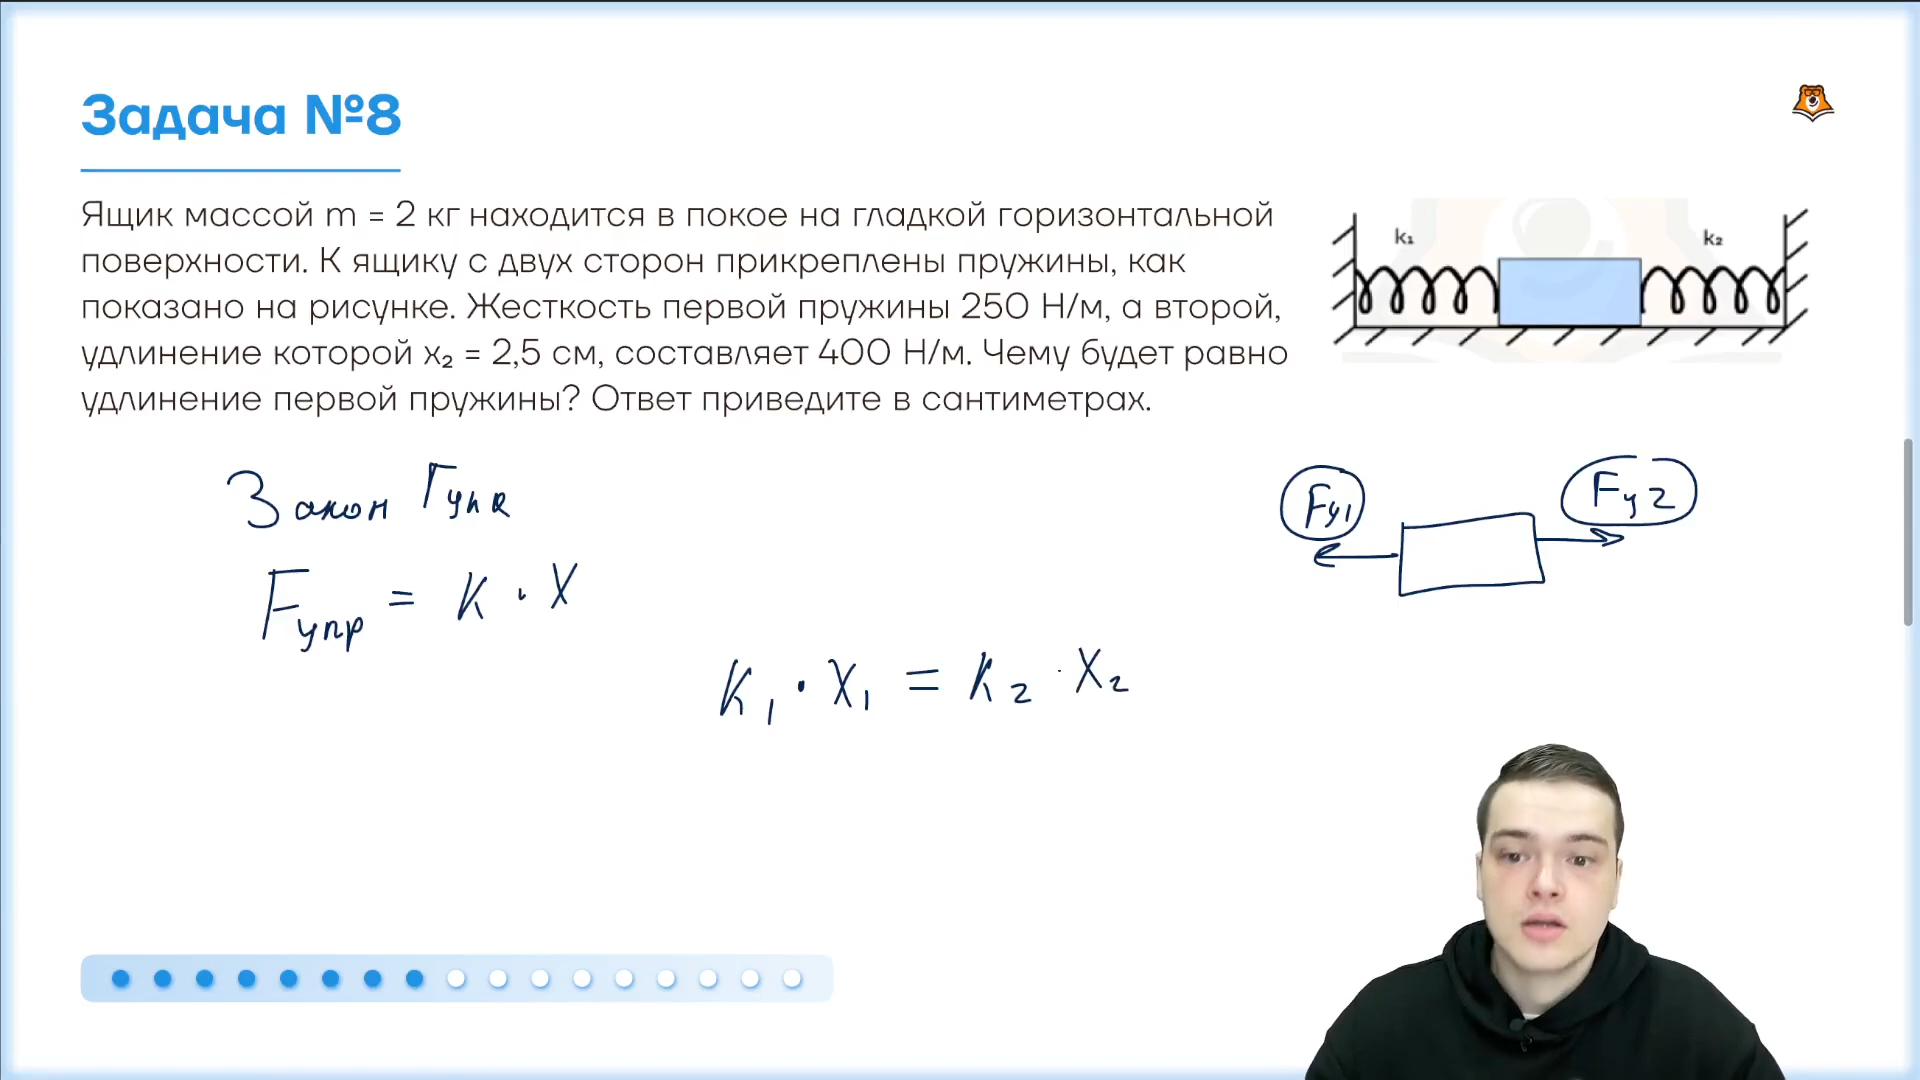 Задача №8
Ящик массой m = 2 кг находится в покое на гладкой горизонтальной
поверхности. К ящику с двух сторон прикреплены пружины, как
показано на рисунке. Жесткость первой пружины 250 Н/м, а второй,
удлинение которой x₂ = 2,5 см, составляет 400 Н/м. Чему будет равно
удлинение первой пружины? Ответ приведите в сантиметрах.
k₁
k₂
Закон Гука
Fупр = k · x
Fу1
Fу2
k₁ · x₁ = k₂ · x₂